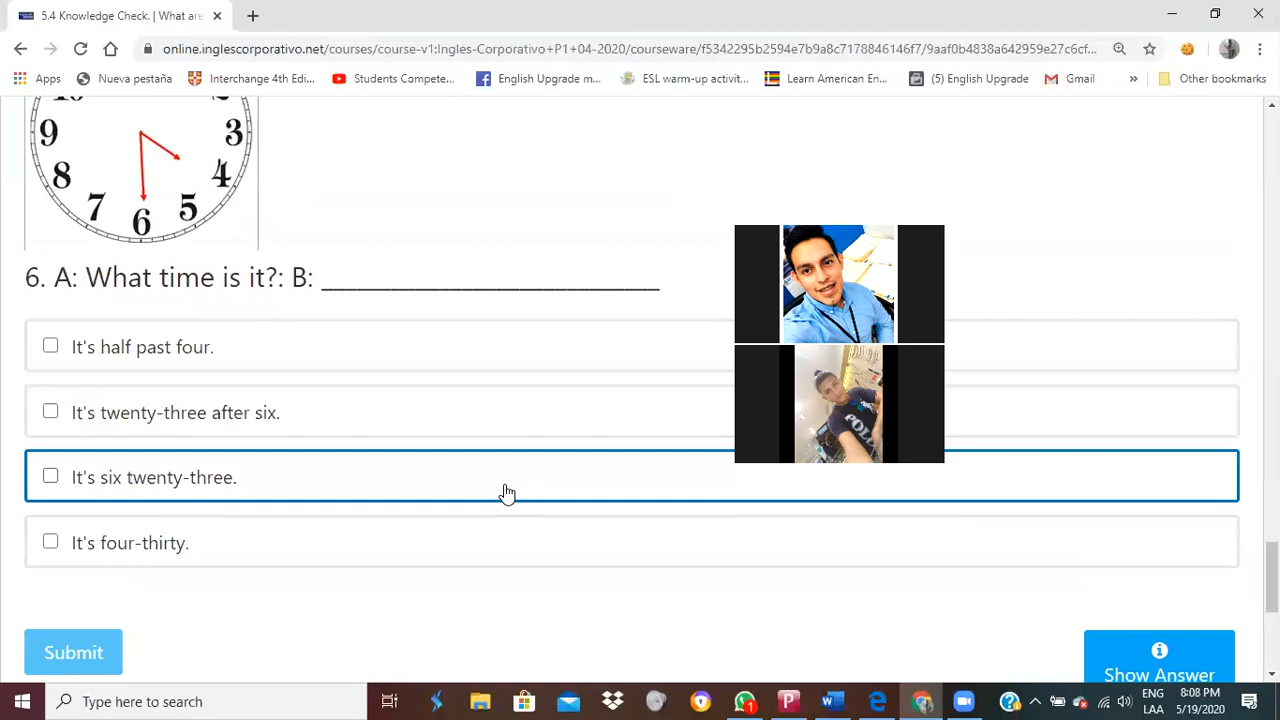 5.4 Knowledge Check. | What are
online.inglescorporativo.net/courses/course-v1:Ingles-Corporativo+P1+04-2020/courseware/f5342295b2594e7b9a8c7178846146f7/9aaf0b4838a642959e27c6cf...
Apps Nueva pestaña Interchange 4th Edi... Students Compete... English Upgrade m... ESL warm-up activit... Learn American En... (5) English Upgrade Gmail » Other bookmarks
9 3
8 4
7 5
6
6. A: What time is it?: B: ______________________________
It's half past four.
It's twenty-three after six.
It's six twenty-three.
It's four-thirty.
Submit
Show Answer
Type here to search
ENG 8:08 PM
LAA 5/19/2020